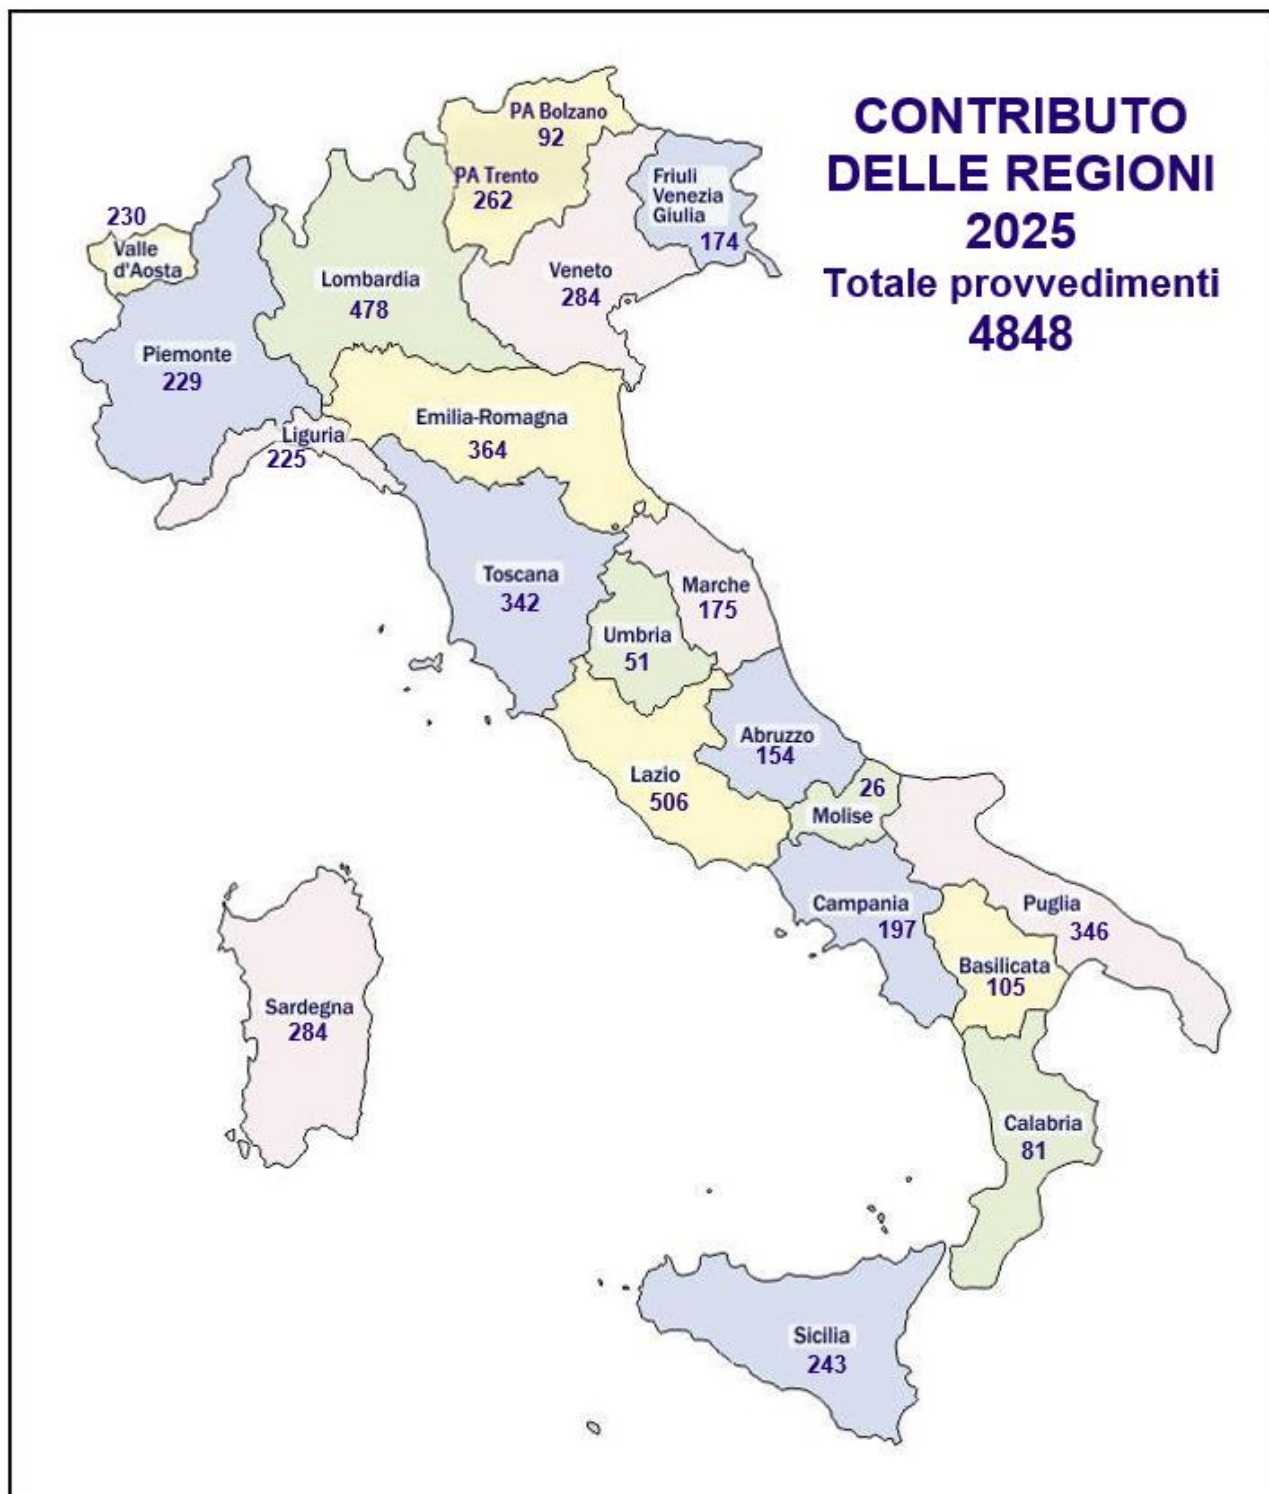 CONTRIBUTO
DELLE REGIONI
2025
Totale provvedimenti
4848
PA Bolzano
92
PA Trento
262
Friuli
Venezia
Giulia
174
230
Valle
d'Aosta
Lombardia
478
Veneto
284
Piemonte
229
Emilia-Romagna
364
Liguria
225
Toscana
342
Marche
175
Umbria
51
Abruzzo
154
Lazio
506
26
Molise
Campania
197
Puglia
346
Basilicata
105
Sardegna
284
Calabria
81
Sicilia
243